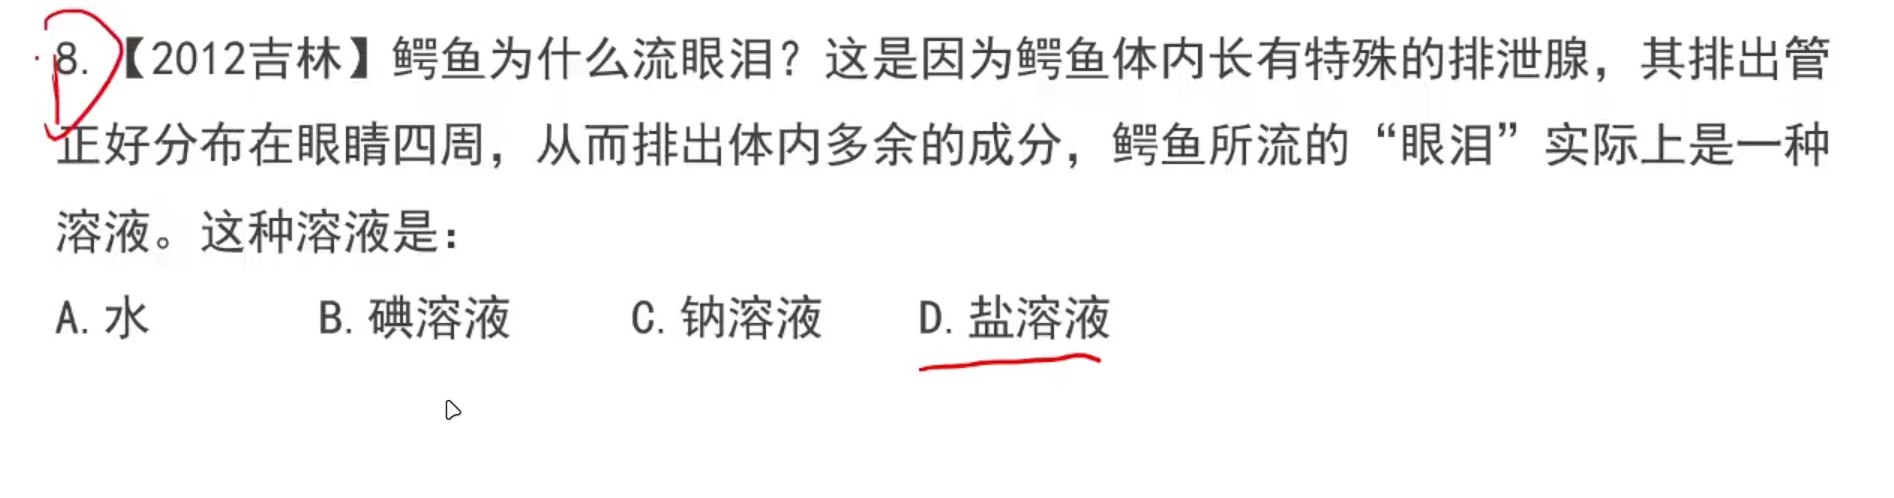 8.【2012吉林】鳄鱼为什么流眼泪？这是因为鳄鱼体内长有特殊的排泄腺，其排出管
正好分布在眼睛四周，从而排出体内多余的成分，鳄鱼所流的“眼泪”实际上是一种
溶液。这种溶液是：
A.水 B.碘溶液 C.钠溶液 D.盐溶液